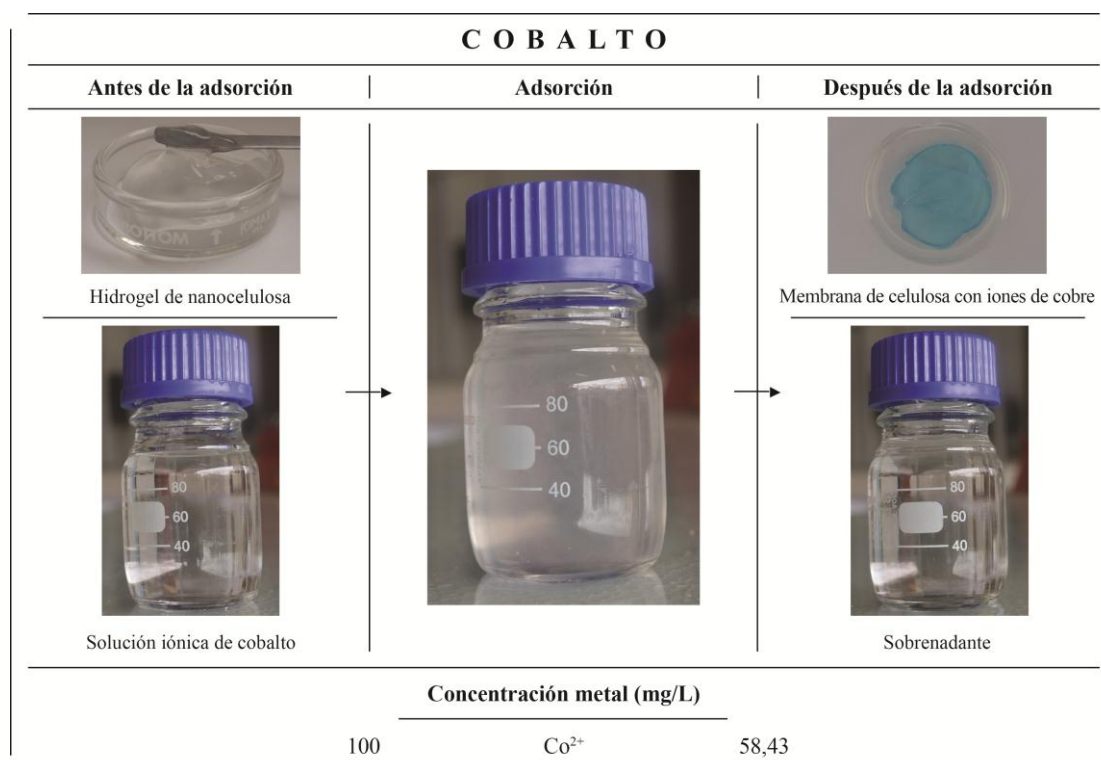 COBALTO
Antes de la adsorción | Adsorción | Después de la adsorción
Hidrogel de nanocelulosa
Membrana de celulosa con iones de cobre
80
60
40
80
60
40
80
60
40
Solución iónica de cobalto
Sobrenadante
Concentración metal (mg/L)
100 Co²⁺ 58,43